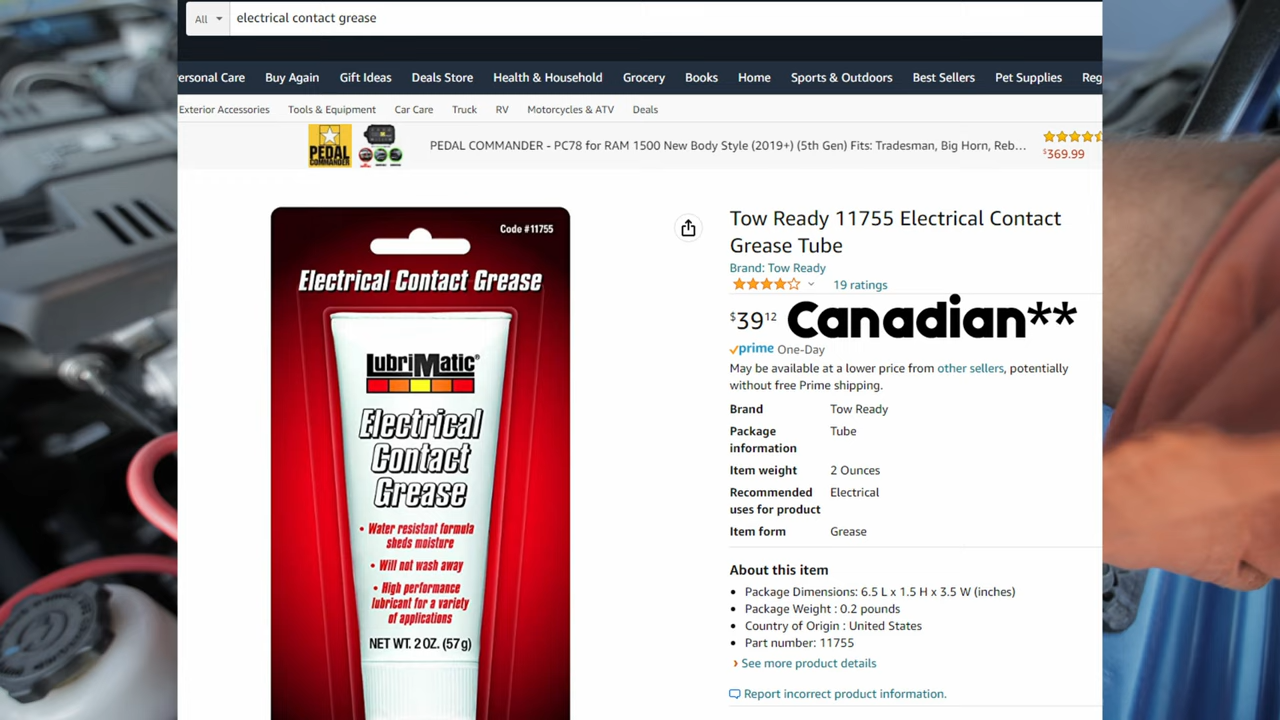 All
electrical contact grease
ersonal Care Buy Again Gift Ideas Deals Store Health & Household Grocery Books Home Sports & Outdoors Best Sellers Pet Supplies Reg
Exterior Accessories Tools & Equipment Car Care Truck RV Motorcycles & ATV Deals
PEDAL
COMMANDER
PEDAL COMMANDER - PC78 for RAM 1500 New Body Style (2019+) (5th Gen) Fits: Tradesman, Big Horn, Reb...
$369.99
Code #11755
Electrical Contact Grease
LubriMatic®
Electrical
Contact
Grease
• Water resistant formula
sheds moisture
• Will not wash away
• High performance
lubricant for a variety
of applications
NET WT. 2 OZ. (57g)
Tow Ready 11755 Electrical Contact
Grease Tube
Brand: Tow Ready
19 ratings
$39 12 Canadian**
prime One-Day
May be available at a lower price from other sellers, potentially
without free Prime shipping.
Brand Tow Ready
Package
information Tube
Item weight 2 Ounces
Recommended
uses for product Electrical
Item form Grease
About this item
• Package Dimensions: 6.5 L x 1.5 H x 3.5 W (inches)
• Package Weight : 0.2 pounds
• Country of Origin : United States
• Part number: 11755
› See more product details
Report incorrect product information.